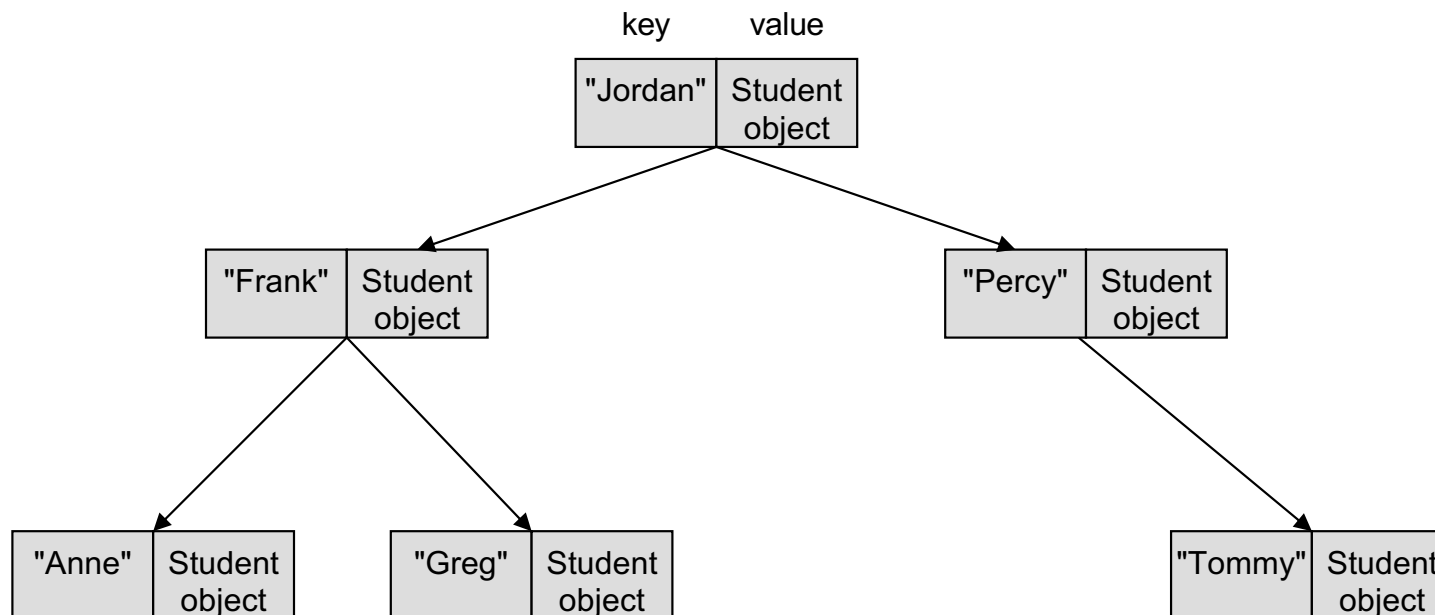 key value
"Jordan" Student
object
"Frank" Student
object
"Percy" Student
object
"Anne" Student
object
"Greg" Student
object
"Tommy" Student
object